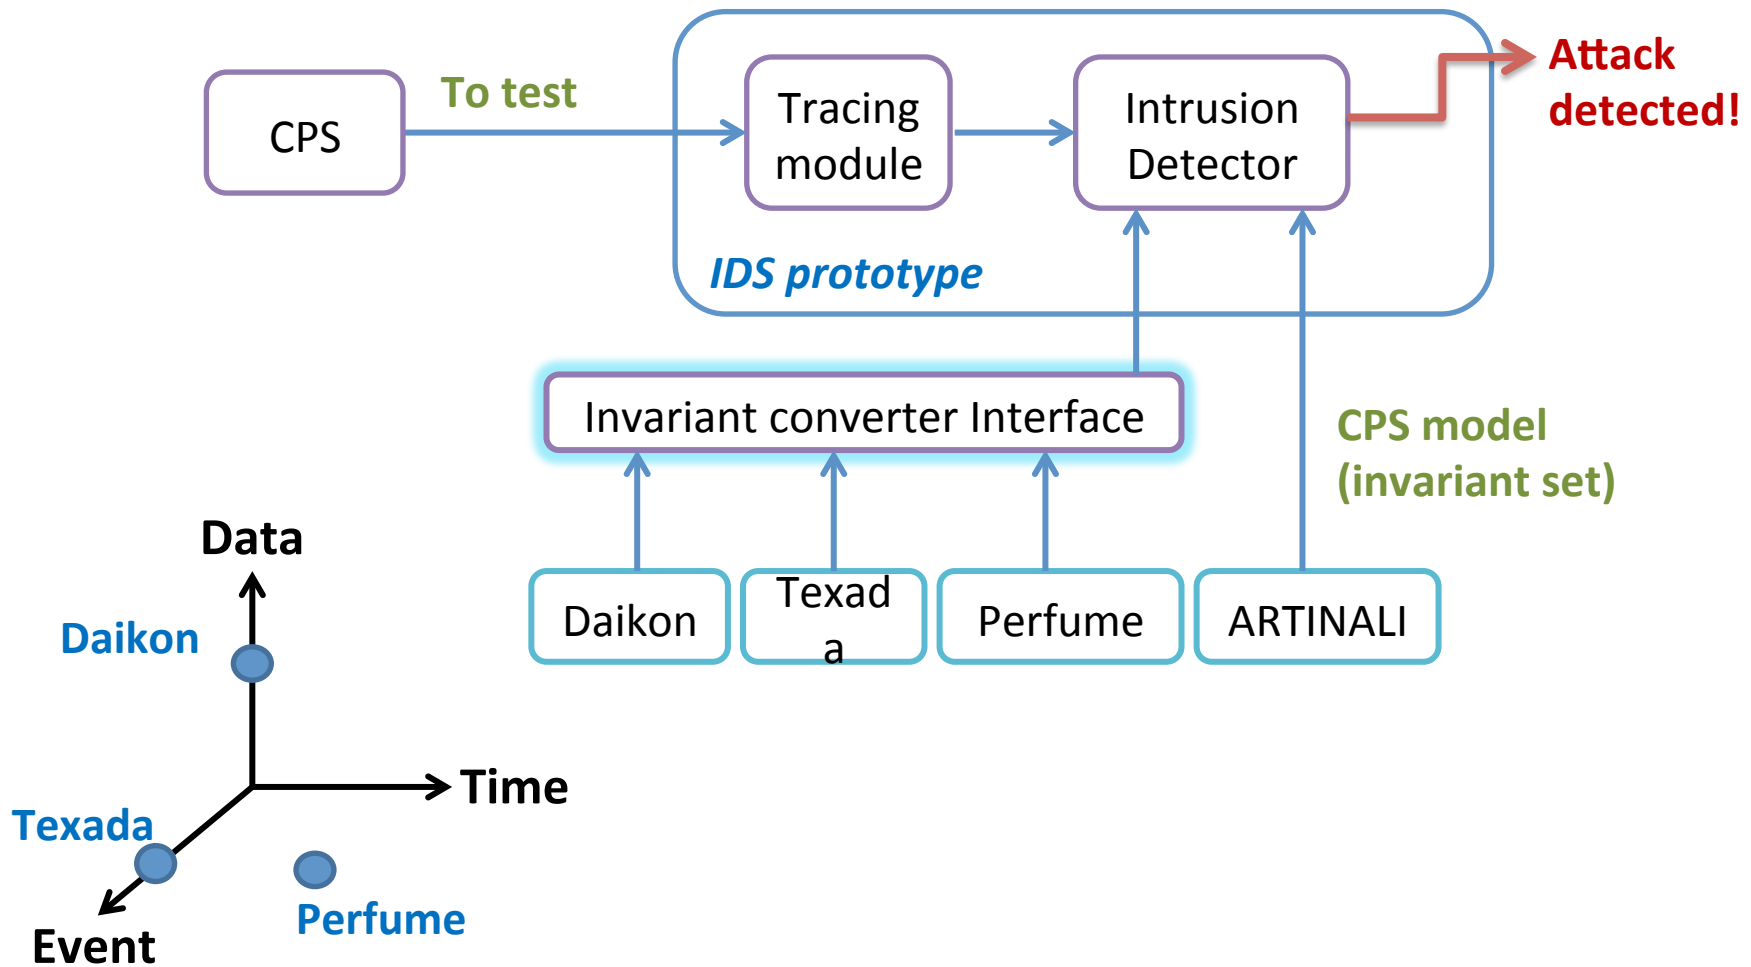 CPS
To test
Tracing
module
Intrusion
Detector
Attack
detected!
IDS prototype
Invariant converter Interface
CPS model
(invariant set)
Daikon
Texad
a
Perfume
ARTINALI
Data
Daikon
Time
Texada
Perfume
Event